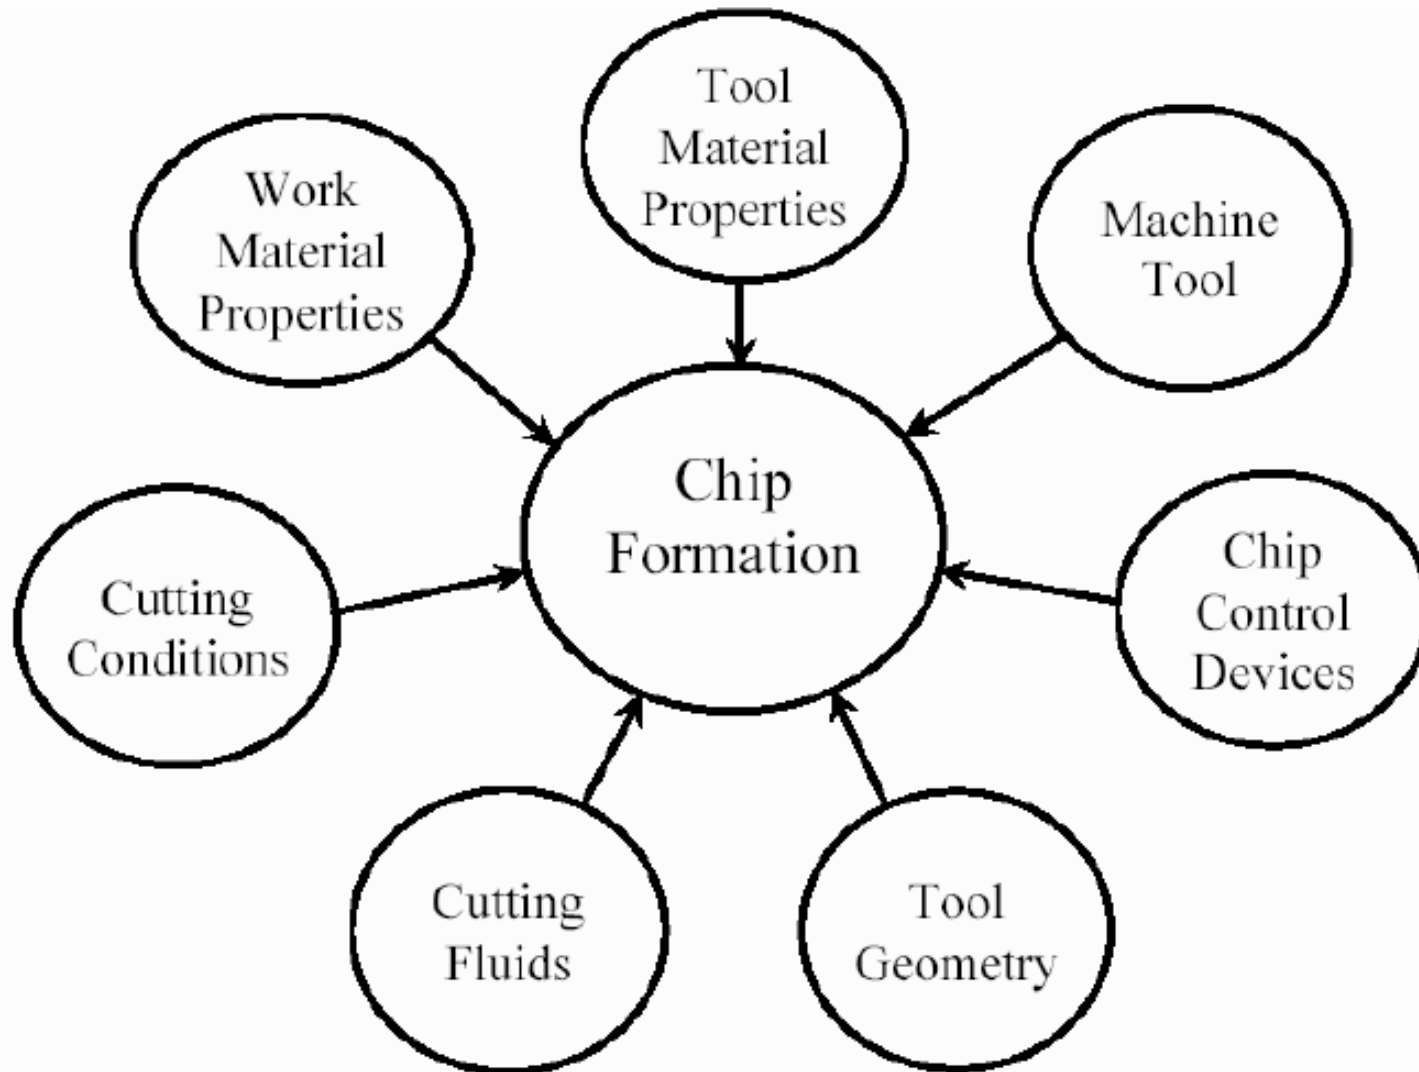 Tool
Material
Properties
Work
Material
Properties
Machine
Tool
Chip
Formation
Cutting
Conditions
Chip
Control
Devices
Cutting
Fluids
Tool
Geometry